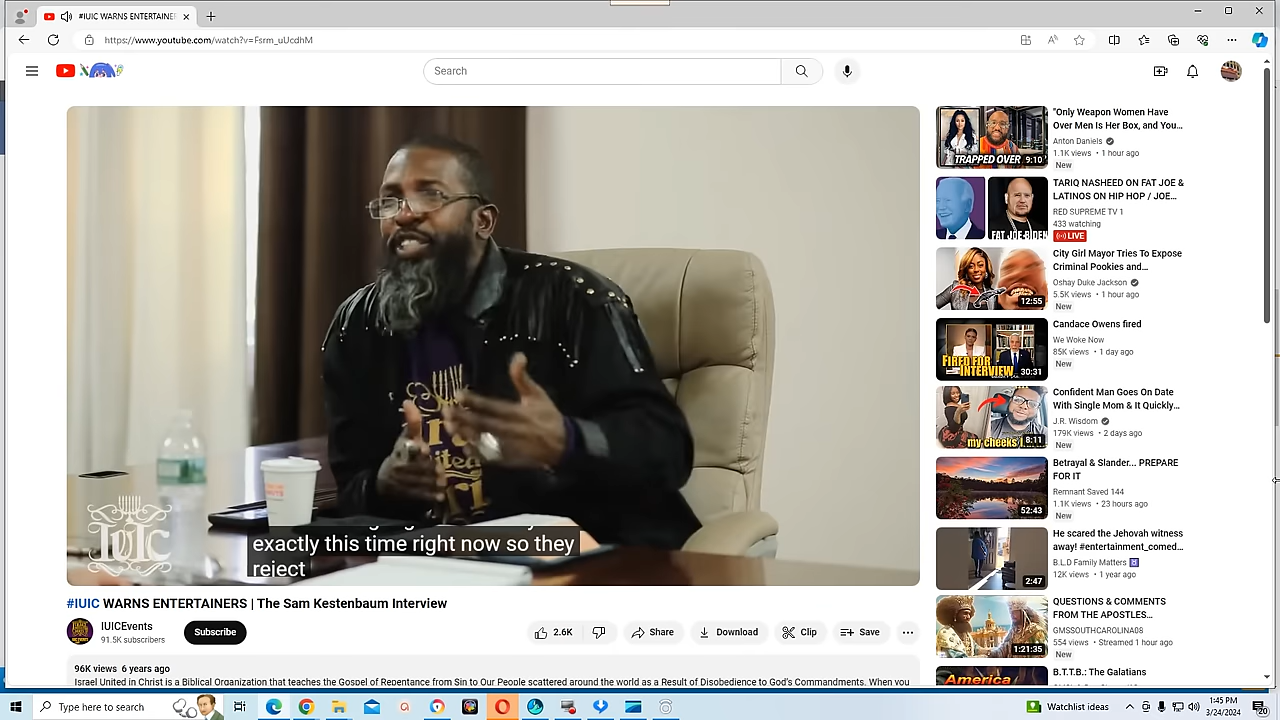 #IUIC WARNS ENTERTAINE
https://www.youtube.com/watch?v=Fsrm_uUcdhM
Search
IUIC
exactly this time right now so they
reject
#IUIC WARNS ENTERTAINERS | The Sam Kestenbaum Interview
IUICEvents
91.5K subscribers
Subscribe
2.6K
Share
Download
Clip
Save
96K views 6 years ago
Israel United in Christ is a Biblical Organization that teaches the Gospel of Repentance from Sin to Our People scattered around the world as a Result of Disobedience to God's Commandments. When you
TRAPPED OVER
9:10
"Only Weapon Women Have
Over Men Is Her Box, and You...
Anton Daniels
1.1K views • 1 hour ago
New
FAT JOE BIDEN
TARIQ NASHEED ON FAT JOE &
LATINOS ON HIP HOP / JOE...
RED SUPREME TV 1
433 watching
LIVE
12:55
City Girl Mayor Tries To Expose
Criminal Pookies and...
Oshay Duke Jackson
5.5K views • 1 hour ago
New
FIRED FOR
INTERVIEW
30:31
Candace Owens fired
We Woke Now
85K views • 1 day ago
New
my cheeks
8:11
Confident Man Goes On Date
With Single Mom & It Quickly...
J.R. Wisdom
179K views • 2 days ago
New
52:43
Betrayal & Slander... PREPARE
FOR IT
Remnant Saved 144
1.1K views • 23 hours ago
New
2:47
He scared the Jehovah witness
away! #entertainment_comed...
B.L.D Family Matters
12K views • 1 year ago
1:21:35
QUESTIONS & COMMENTS
FROM THE APOSTLES...
GMSSOUTHCAROLINA08
554 views • Streamed 1 hour ago
New
America
B.T.T.B.: The Galatians
Type here to search
Watchlist ideas
1:45 PM
3/24/2024
20